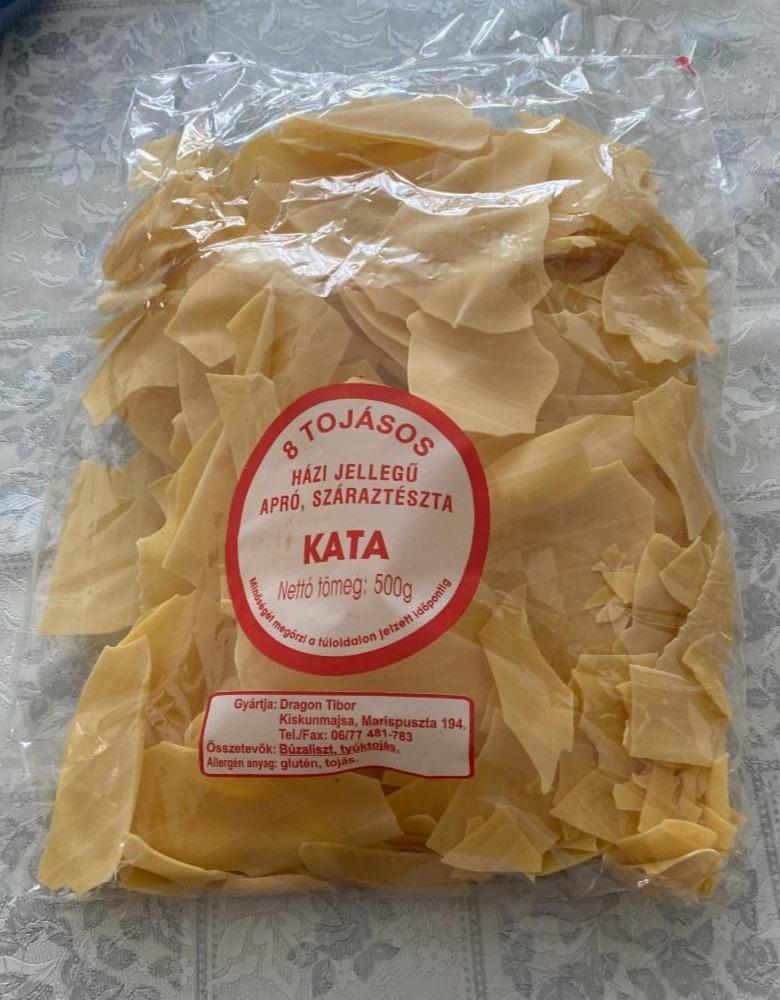 8 TOJÁSOS
HÁZI JELLEGŰ
APRÓ, SZÁRAZTÉSZTA
KATA
Nettó tömeg: 500g
Minőségét megőrzi a túloldalon jelzett időpontig
Gyártja: Dragon Tibor
Kiskunmajsa, Marispuszta 194.
Tel./Fax: 06/77 481-783
Összetevők: Búzaliszt, tyúktojás.
Allergén anyag: glutén, tojás.